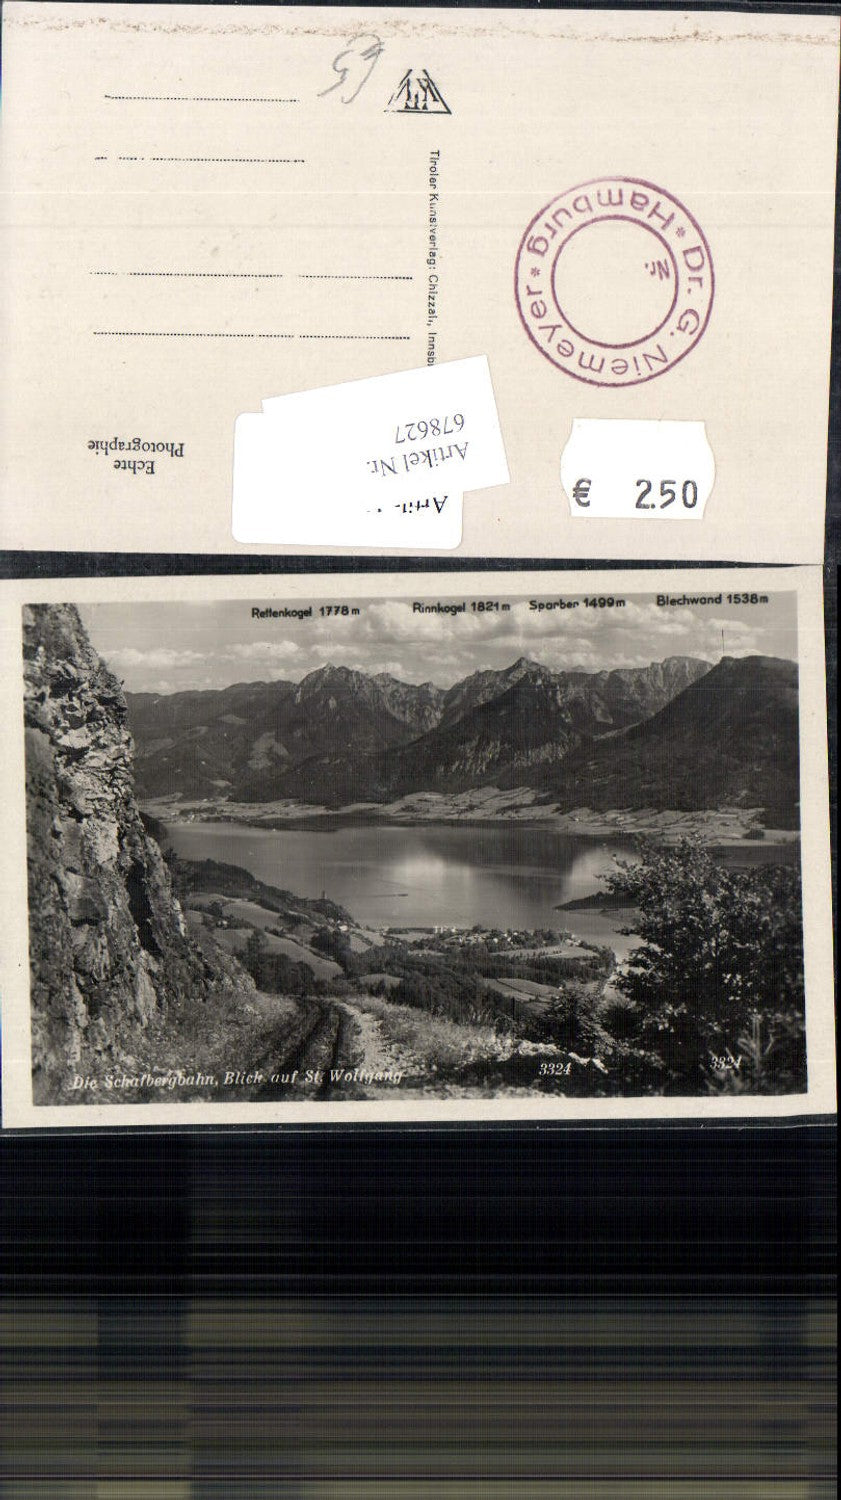 59
Tiroler Kunstverlag: Chizzali, Innsb
Dr. G. Niemeyer * Hamburg *
Nr.
Artikel Nr.
678627
€ 2.50
Echte
Photographie
Rettenkogel 1778 m
Rinnkogel 1821 m
Sparber 1499 m
Blechwand 1538 m
Die Schafbergbahn, Blick auf St. Wolfgang
3324
3324